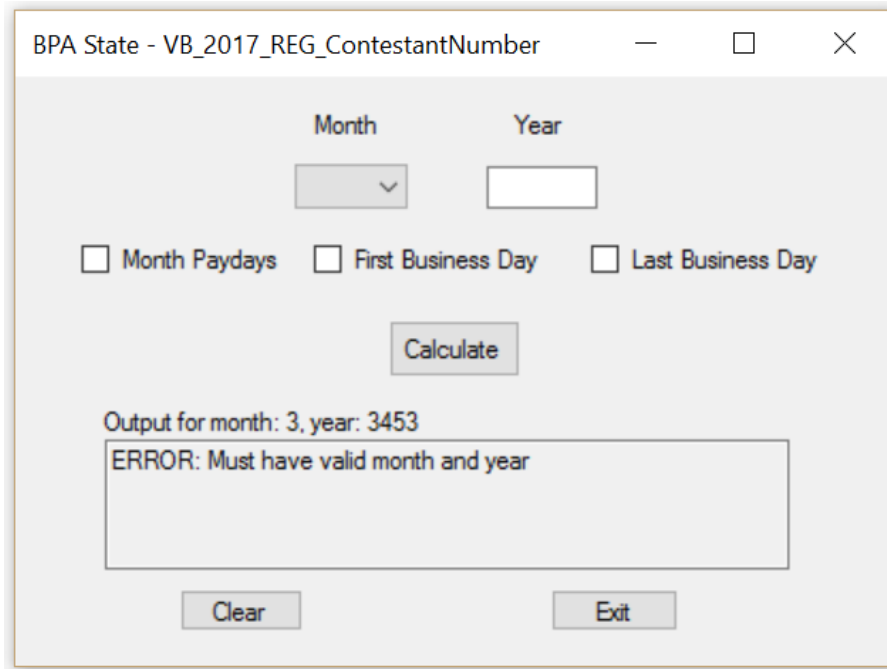 BPA State - VB_2017_REG_ContestantNumber
Month Year
Month Paydays First Business Day Last Business Day
Calculate
Output for month: 3, year: 3453
ERROR: Must have valid month and year
Clear Exit